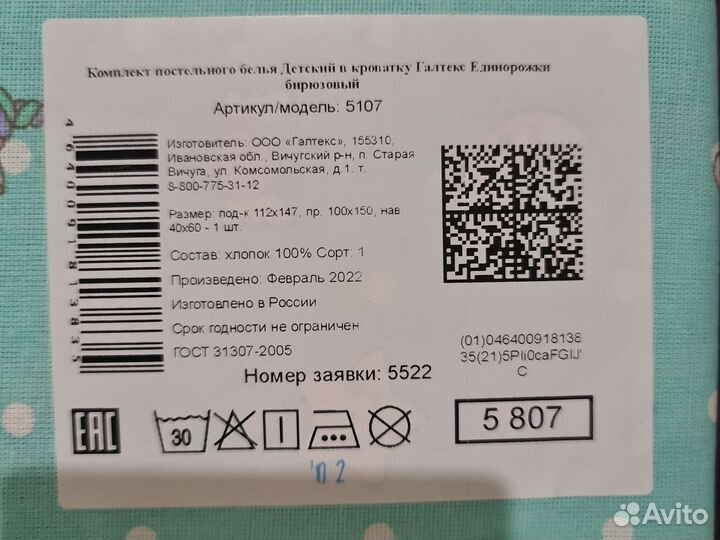 Комплект постельного белья Детский в кроватку Галтекс Единорожки
бирюзовый
Артикул/модель: 5107
4640091813835
Изготовитель: ООО «Галтекс», 155310,
Ивановская обл., Вичугский р-н, п. Старая
Вичуга, ул. Комсомольская, д.1. т.
8-800-775-31-12
Размер: под-к 112х147, пр. 100х150, нав
40х60 - 1 шт.
Состав: хлопок 100% Сорт: 1
Произведено: Февраль 2022
Изготовлено в России
Срок годности не ограничен
ГОСТ 31307-2005
Номер заявки: 5522
(01)046400918138
35(21)5PIi0caFGIJ'
C
EAC
30
5 807
02
Avito